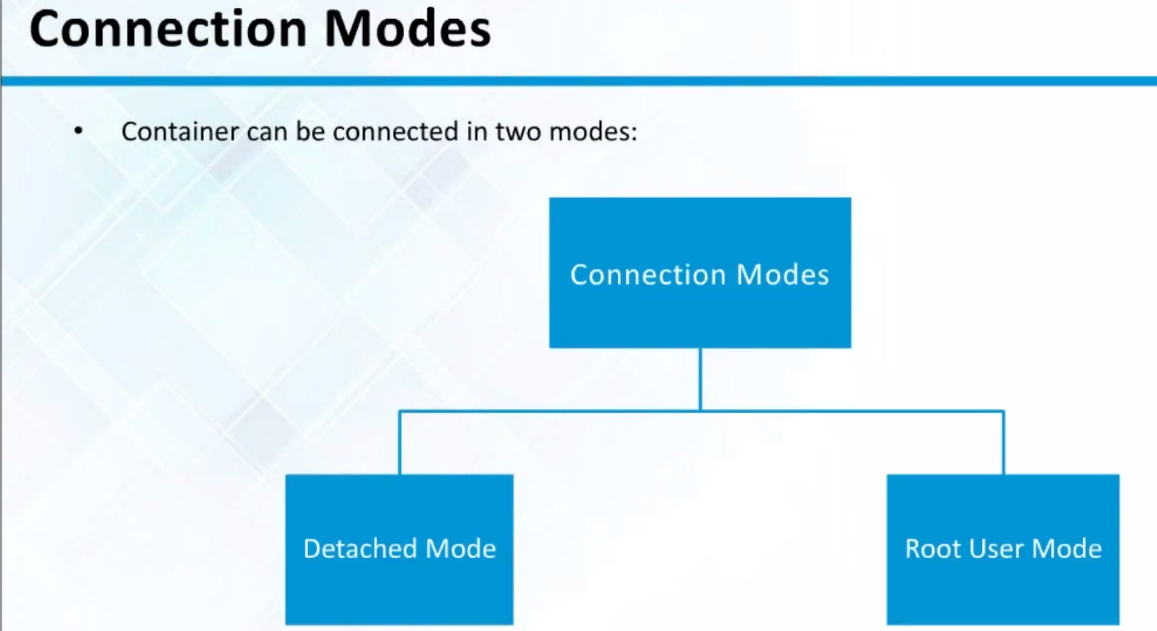 Connection Modes
• Container can be connected in two modes:
Connection Modes
Detached Mode
Root User Mode